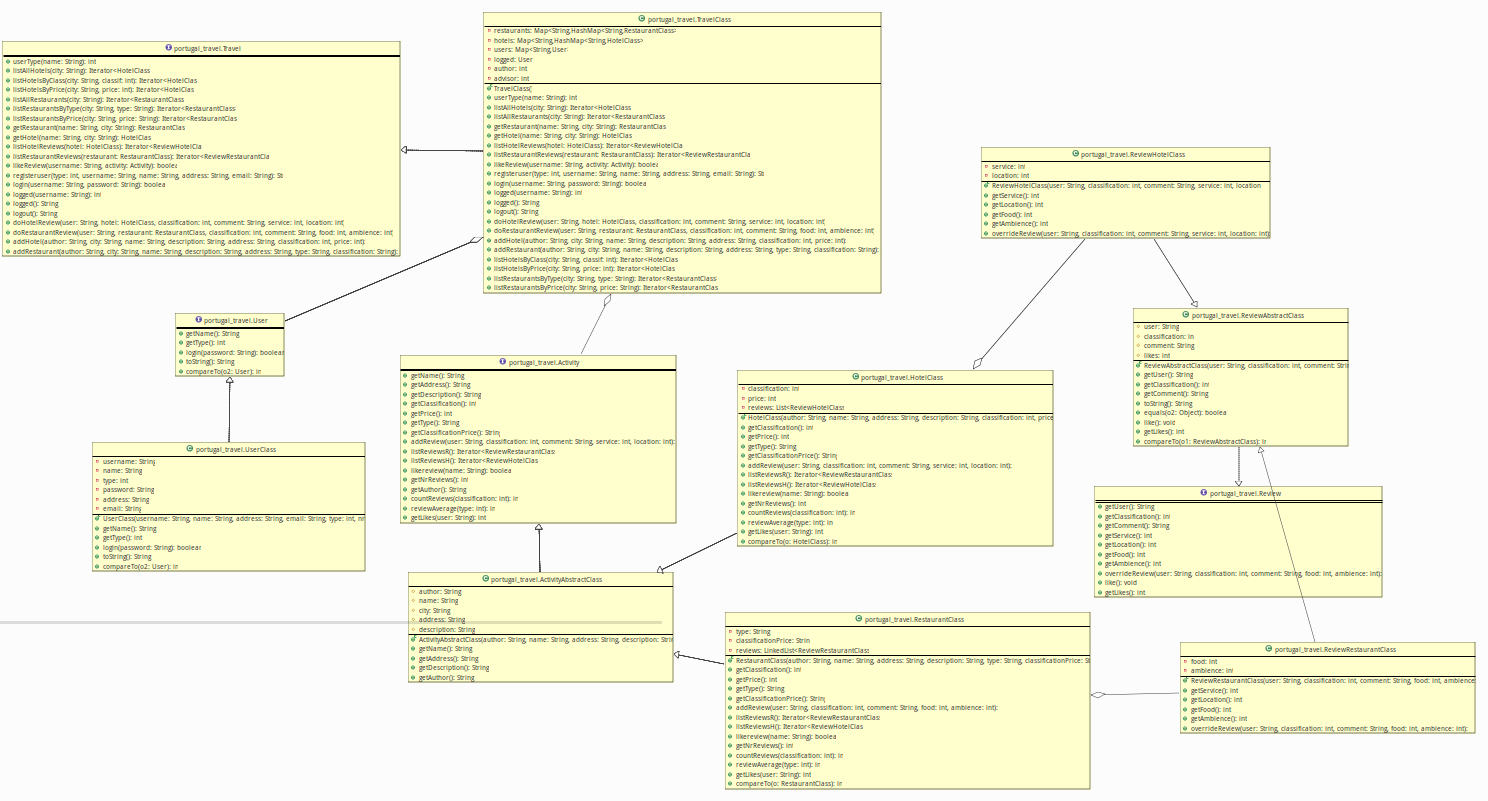 portugal_travel.Travel
userType(name: String): int
listAllHotels(city: String): Iterator<HotelClass
listHotelsByClass(city: String, classif: int): Iterator<HotelClas
listHotelsByPrice(city: String, price: int): Iterator<HotelClas
listAllRestaurants(city: String): Iterator<RestaurantClass
listRestaurantsByType(city: String, type: String): Iterator<RestaurantClass
listRestaurantsByPrice(city: String, price: String): Iterator<RestaurantClas
getRestaurant(name: String, city: String): RestaurantClas
getHotel(name: String, city: String): HotelClas
listHotelReviews(hotel: HotelClass): Iterator<ReviewHotelCla
listRestaurantReviews(restaurant: RestaurantClass): Iterator<ReviewRestaurantCla
likeReview(username: String, activity: Activity): boolea
registeruser(type: int, username: String, name: String, address: String, email: String): Sti
login(username: String, password: String): boolea
logged(username: String): int
logged(): String
logout(): String
doHotelReview(user: String, hotel: HotelClass, classification: int, comment: String, service: int, location: int(
doRestaurantReview(user: String, restaurant: RestaurantClass, classification: int, comment: String, food: int, ambience: int)
addHotel(author: String, city: String, name: String, description: String, address: String, classification: int, price: int):
addRestaurant(author: String, city: String, name: String, description: String, address: String, type: String, classification: String):
portugal_travel.TravelClass
restaurants: Map<String,HashMap<String,RestaurantClass>
hotels: Map<String,HashMap<String,HotelClass>
users: Map<String,User
logged: User
author: int
advisor: int
TravelClass(
userType(name: String): int
listAllHotels(city: String): Iterator<HotelClass
listAllRestaurants(city: String): Iterator<RestaurantClass
getRestaurant(name: String, city: String): RestaurantClas
getHotel(name: String, city: String): HotelClas
listHotelReviews(hotel: HotelClass): Iterator<ReviewHotelCla
listRestaurantReviews(restaurant: RestaurantClass): Iterator<ReviewRestaurantCla
likeReview(username: String, activity: Activity): boolea
registeruser(type: int, username: String, name: String, address: String, email: String): Sti
login(username: String, password: String): boolea
logged(username: String): int
logged(): String
logout(): String
doHotelReview(user: String, hotel: HotelClass, classification: int, comment: String, service: int, location: int(
doRestaurantReview(user: String, restaurant: RestaurantClass, classification: int, comment: String, food: int, ambience: int)
addHotel(author: String, city: String, name: String, description: String, address: String, classification: int, price: int):
addRestaurant(author: String, city: String, name: String, description: String, address: String, type: String, classification: String):
listHotelsByClass(city: String, classif: int): Iterator<HotelClas
listHotelsByPrice(city: String, price: int): Iterator<HotelClas
listRestaurantsByType(city: String, type: String): Iterator<RestaurantClass
listRestaurantsByPrice(city: String, price: String): Iterator<RestaurantClas
portugal_travel.ReviewHotelClass
service: int
location: int
ReviewHotelClass(user: String, classification: int, comment: String, service: int, location
getService(): int
getLocation(): int
getFood(): int
getAmbience(): int
overrideReview(user: String, classification: int, comment: String, service: int, location: int):
portugal_travel.User
getName(): String
getType(): int
login(password: String): boolean
toString(): String
compareTo(o2: User): ir
portugal_travel.UserClass
username: String
name: String
type: int
password: String
address: String
email: String
UserClass(username: String, name: String, address: String, email: String, type: int, nr
getName(): String
getType(): int
login(password: String): boolean
toString(): String
compareTo(o2: User): ir
portugal_travel.Activity
getName(): String
getAddress(): String
getDescription(): String
getClassification(): int
getPrice(): int
getType(): String
getClassificationPrice(): String
addReview(user: String, classification: int, comment: String, service: int, location: int):
listReviewsR(): Iterator<ReviewRestaurantClass
listReviewsH(): Iterator<ReviewHotelClas
likereview(name: String): boolea
getNrReviews(): int
getAuthor(): String
countReviews(classification: int): ir
reviewAverage(type: int): ir
getLikes(user: String): int
portugal_travel.HotelClass
classification: int
price: int
reviews: List<ReviewHotelClass
HotelClass(author: String, name: String, address: String, description: String, classification: int, price
getClassification(): int
getPrice(): int
getType(): String
getClassificationPrice(): String
addReview(user: String, classification: int, comment: String, service: int, location: int):
listReviewsR(): Iterator<ReviewRestaurantClas
listReviewsH(): Iterator<ReviewHotelClas
likereview(name: String): boolea
getNrReviews(): int
countReviews(classification: int): ir
reviewAverage(type: int): ir
getLikes(user: String): int
compareTo(o: HotelClass): ir
portugal_travel.ReviewAbstractClass
user: String
classification: in
comment: String
likes: int
ReviewAbstractClass(user: String, classification: int, comment: Strin
getUser(): String
getClassification(): int
getComment(): String
toString(): String
equals(o2: Object): boolea
like(): void
getLikes(): int
compareTo(o1: ReviewAbstractClass): ir
portugal_travel.Review
getUser(): String
getClassification(): int
getComment(): String
getService(): int
getLocation(): int
getFood(): int
getAmbience(): int
overrideReview(user: String, classification: int, comment: String, food: int, ambience: int):
like(): void
getLikes(): int
portugal_travel.ActivityAbstractClass
author: String
name: String
city: String
address: String
description: String
ActivityAbstractClass(author: String, name: String, address: String, description: Strin
getName(): String
getAddress(): String
getDescription(): String
getAuthor(): String
portugal_travel.RestaurantClass
type: String
classificationPrice: Strin
reviews: LinkedList<ReviewRestaurantClass
RestaurantClass(author: String, name: String, address: String, description: String, type: String, classificationPrice: St
getClassification(): int
getPrice(): int
getType(): String
getClassificationPrice(): String
addReview(user: String, classification: int, comment: String, food: int, ambience: int):
listReviewsR(): Iterator<ReviewRestaurantClas
listReviewsH(): Iterator<ReviewHotelClas
likereview(name: String): boolea
getNrReviews(): int
countReviews(classification: int): ir
reviewAverage(type: int): ir
getLikes(user: String): int
compareTo(o: RestaurantClass): ir
portugal_travel.ReviewRestaurantClass
food: int
ambience: int
ReviewRestaurantClass(user: String, classification: int, comment: String, food: int, ambience
getService(): int
getLocation(): int
getFood(): int
getAmbience(): int
overrideReview(user: String, classification: int, comment: String, food: int, ambience: int):